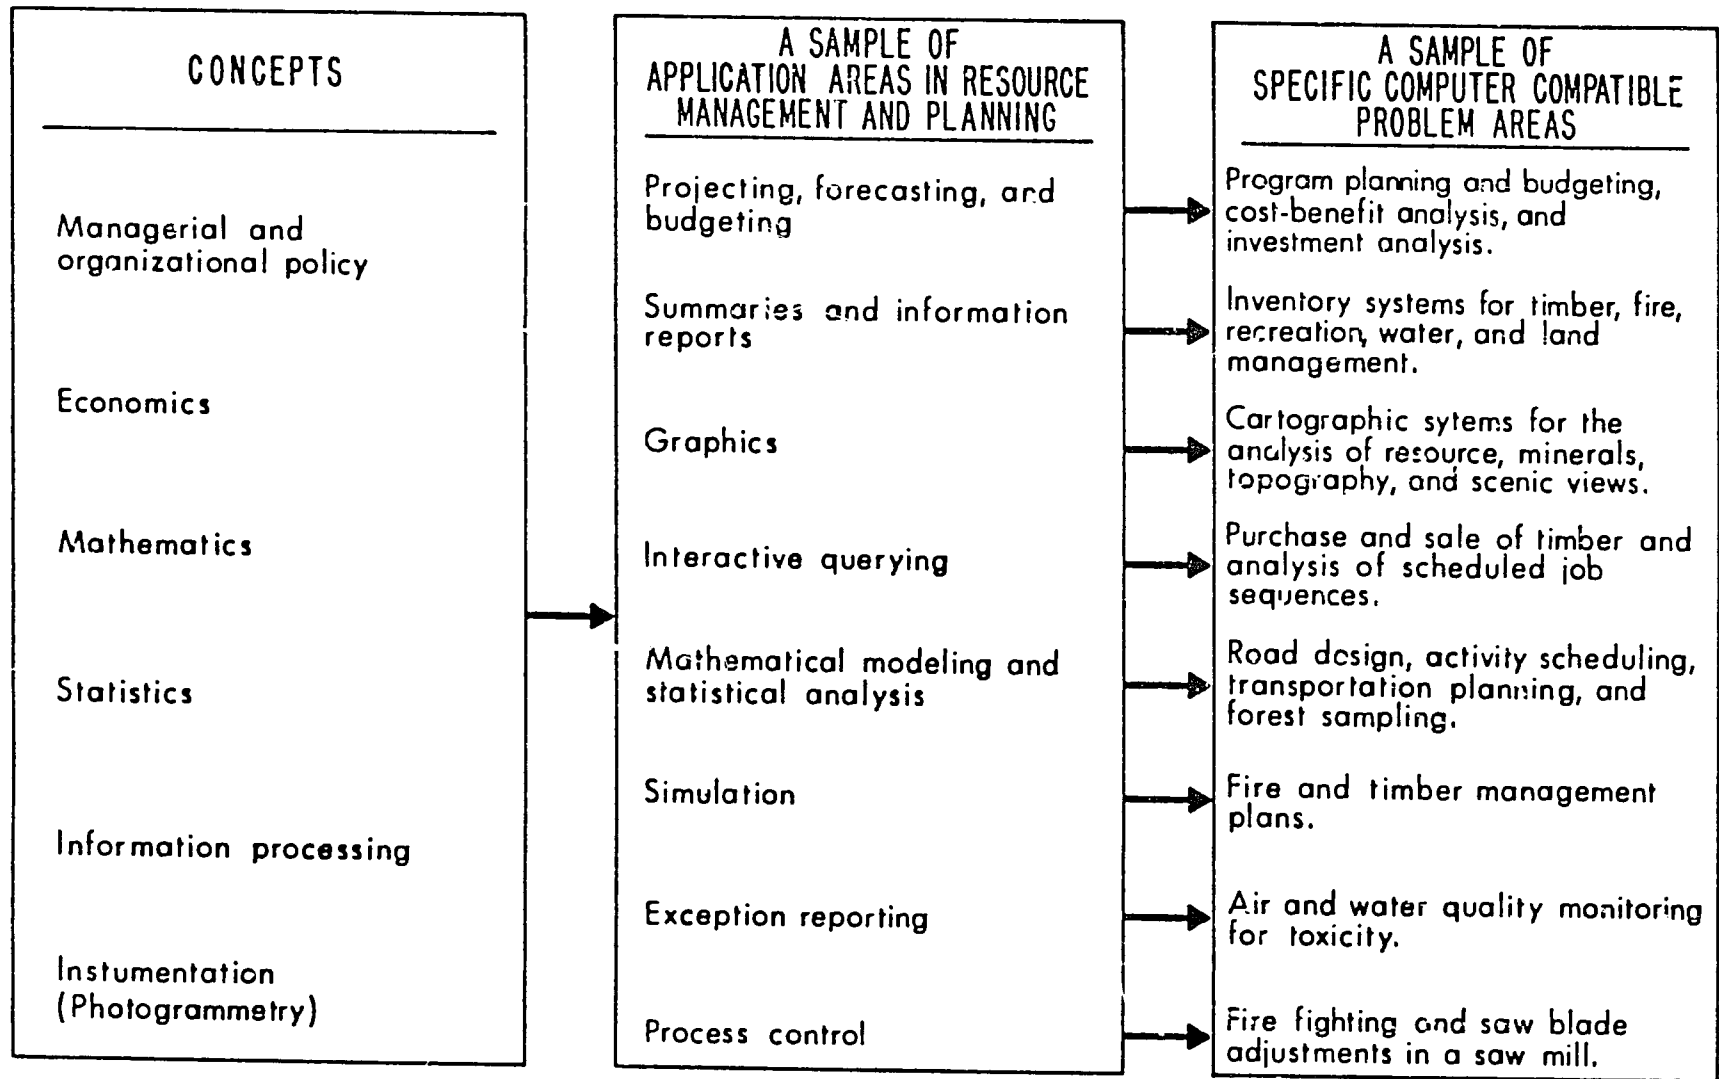 CONCEPTS
Managerial and
organizational policy
Economics
Mathematics
Statistics
Information processing
Instumentation
(Photogrammetry)
A SAMPLE OF
APPLICATION AREAS IN RESOURCE
MANAGEMENT AND PLANNING
Projecting, forecasting, and
budgeting
Summaries and information
reports
Graphics
Interactive querying
Mathematical modeling and
statistical analysis
Simulation
Exception reporting
Process control
A SAMPLE OF
SPECIFIC COMPUTER COMPATIBLE
PROBLEM AREAS
Program planning and budgeting,
cost-benefit analysis, and
investment analysis.
Inventory systems for timber, fire,
recreation, water, and land
management.
Cartographic sytems for the
analysis of resource, minerals,
topography, and scenic views.
Purchase and sale of timber and
analysis of scheduled job
sequences.
Road design, activity scheduling,
transportation planning, and
forest sampling.
Fire and timber management
plans.
Air and water quality monitoring
for toxicity.
Fire fighting and saw blade
adjustments in a saw mill.